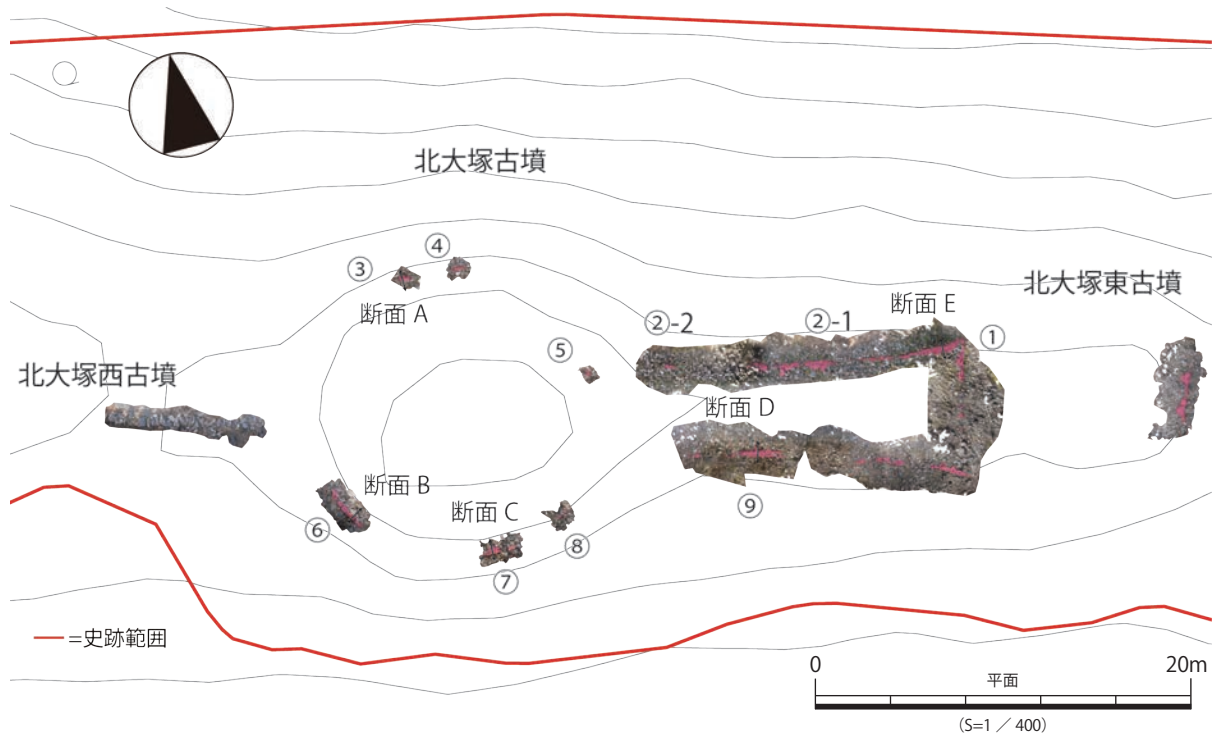 北大塚古墳
④
③
断面 A
北大塚東古墳
断面 E
②-2
②-1
①
⑤
北大塚西古墳
断面 D
断面 B
断面 C
⑨
⑥
⑧
⑦
=史跡範囲
0
20m
平面
(S=1／400)